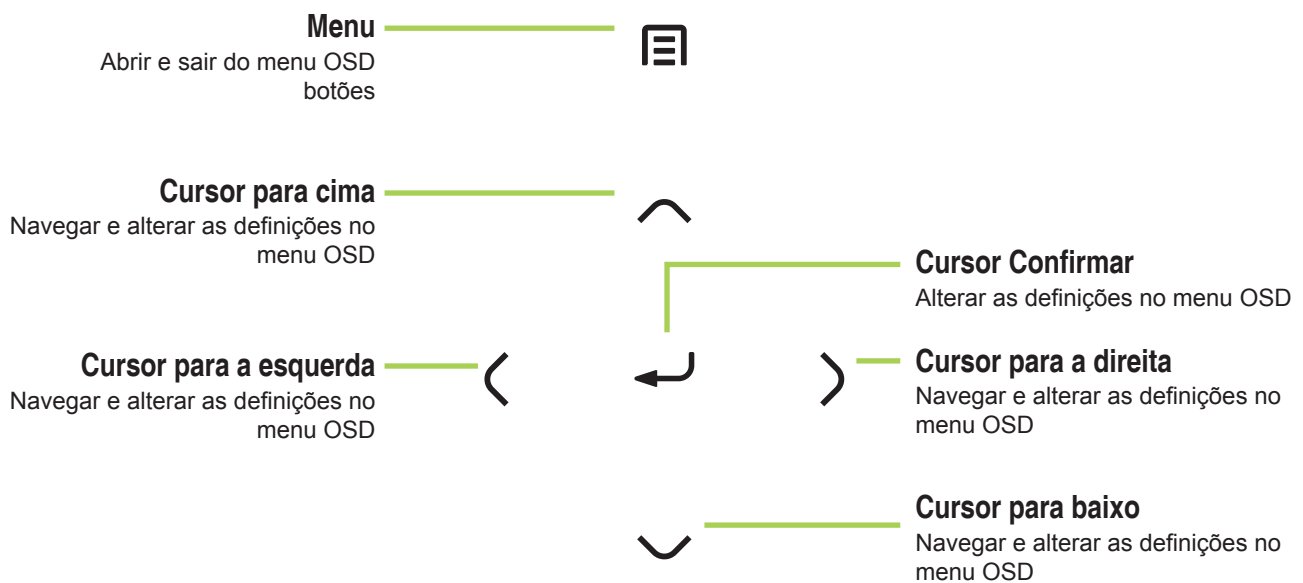 Menu
Abrir e sair do menu OSD
botões
Cursor para cima
Navegar e alterar as definições no
menu OSD
Cursor Confirmar
Alterar as definições no menu OSD
Cursor para a esquerda
Navegar e alterar as definições no
menu OSD
Cursor para a direita
Navegar e alterar as definições no
menu OSD
Cursor para baixo
Navegar e alterar as definições no
menu OSD